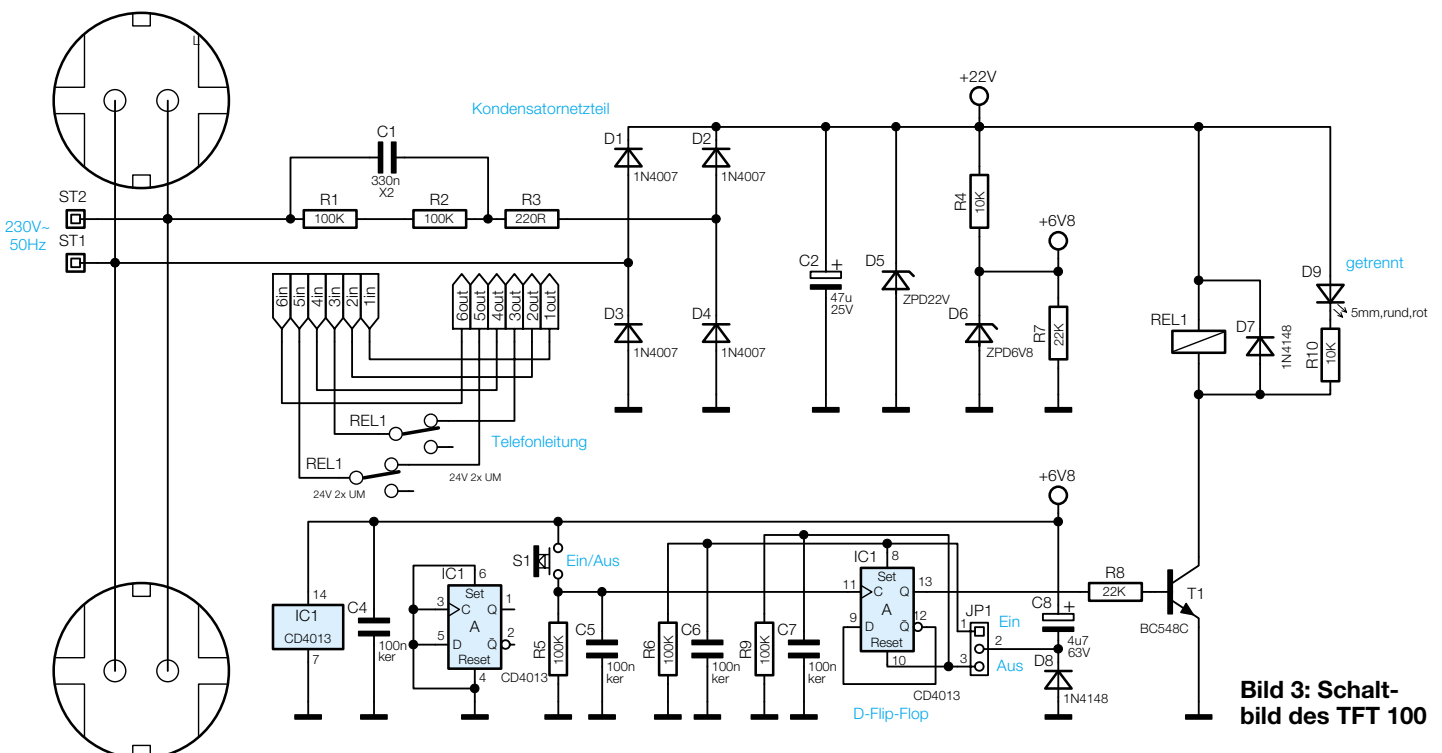 L
+22V
Kondensatornetzteil
C1
330n
X2
D1
1N4007
D2
1N4007
ST2
R1
100K
R2
100K
R3
220R
230V~
50Hz
ST1
R4
10K
+6V8
C2
+
47u
25V
D5
ZPD22V
D6
ZPD6V8
R7
22K
D9
getrennt
5mm,rund,rot
REL1
D7
1N4148
R10
10K
6in
5in
4in
3in
2in
1in
6out
5out
4out
3out
2out
1out
D3
1N4007
D4
1N4007
REL1
Telefonleitung
REL1
24V 2x UM
24V 2x UM
+6V8
14
IC1
CD4013
7
C4
100n
ker
IC1
6
Set
3
C
Q
1
A
5
D
Q̄
2
Reset
4
CD4013
S1
Ein/Aus
R5
100K
C5
100n
ker
R6
100K
C6
100n
ker
R9
100K
C7
100n
ker
IC1
8
Set
11
C
Q
13
A
9
D
Q̄
12
Reset
10
CD4013
D-Flip-Flop
JP1
1
Ein
2
3
Aus
C8
+
4u7
63V
D8
1N4148
R8
22K
T1
BC548C
Bild 3: Schalt-
bild des TFT 100